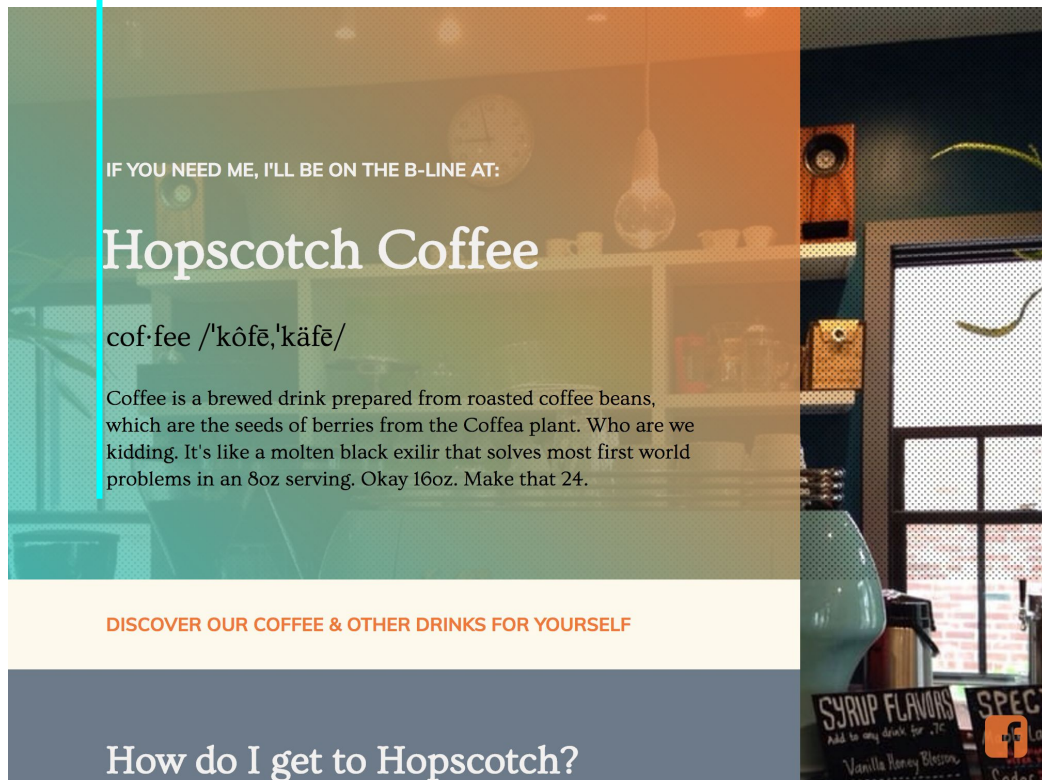 IF YOU NEED ME, I'LL BE ON THE B-LINE AT:
Hopscotch Coffee
cof·fee /ˈkôfē,ˈkäfē/
Coffee is a brewed drink prepared from roasted coffee beans,
which are the seeds of berries from the Coffea plant. Who are we
kidding. It's like a molten black exilir that solves most first world
problems in an 8oz serving. Okay 16oz. Make that 24.
DISCOVER OUR COFFEE & OTHER DRINKS FOR YOURSELF
How do I get to Hopscotch?
SYRUP FLAVORS
Add to any drink for .7C
Vanilla Honey Blossom
SPEC